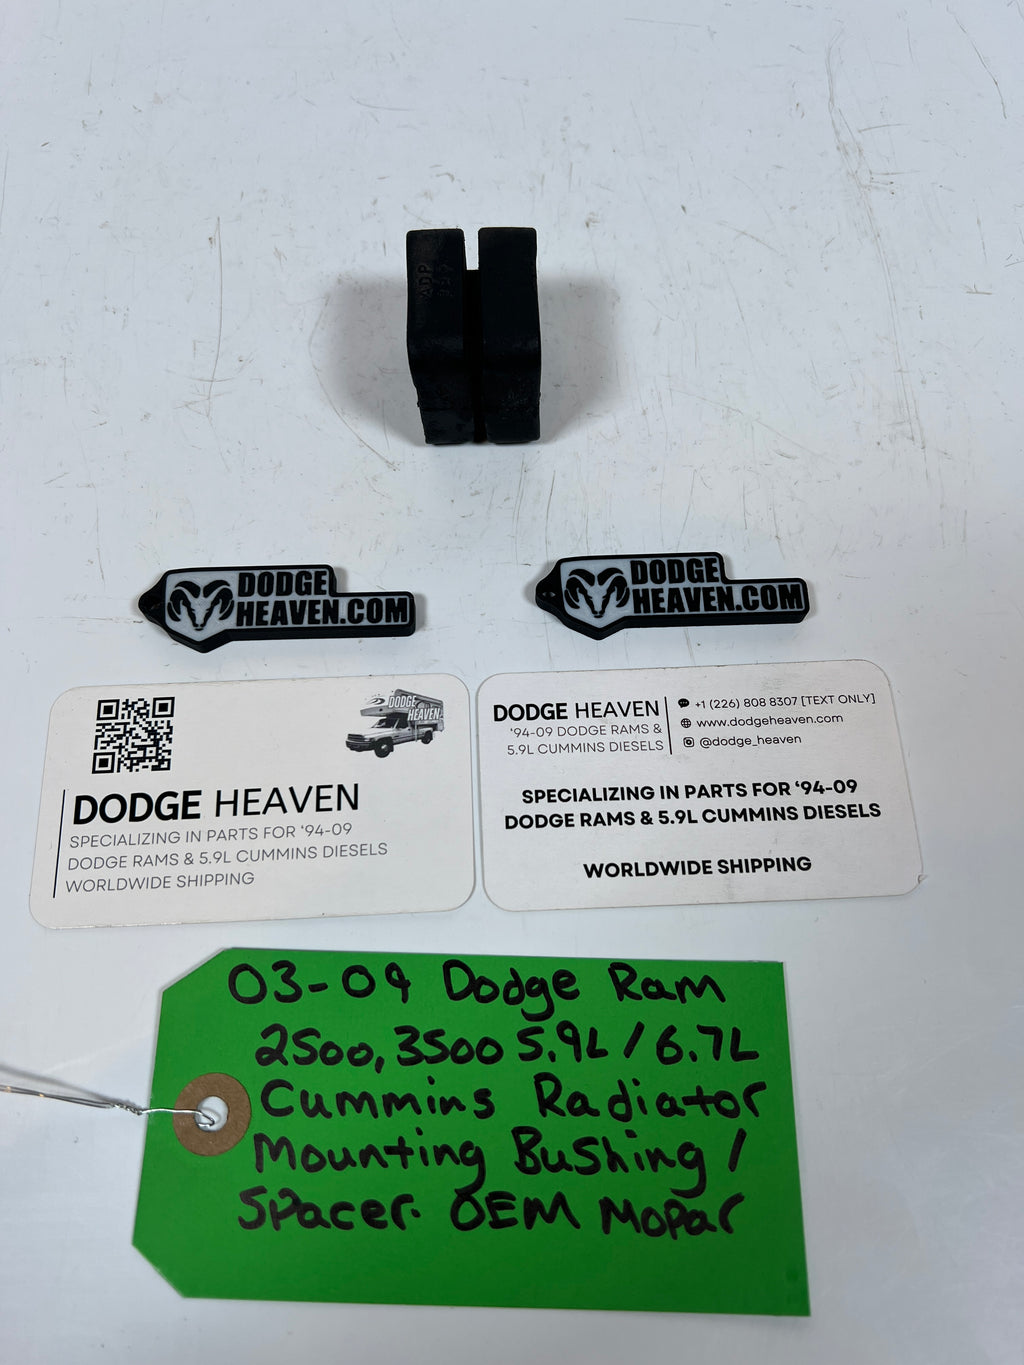 DODGE
HEAVEN.COM
DODGE
HEAVEN.COM
DODGE
HEAVEN
DODGE HEAVEN
SPECIALIZING IN PARTS FOR ‘94-09
DODGE RAMS & 5.9L CUMMINS DIESELS
WORLDWIDE SHIPPING
DODGE HEAVEN
‘94-09 DODGE RAMS &
5.9L CUMMINS DIESELS
+1 (226) 808 8307 [TEXT ONLY]
www.dodgeheaven.com
@dodge_heaven
SPECIALIZING IN PARTS FOR ‘94-09
DODGE RAMS & 5.9L CUMMINS DIESELS
WORLDWIDE SHIPPING
03-09 Dodge Ram
2500, 3500 5.9L / 6.7L
Cummins Radiator
Mounting Bushing /
Spacer. OEM Mopar